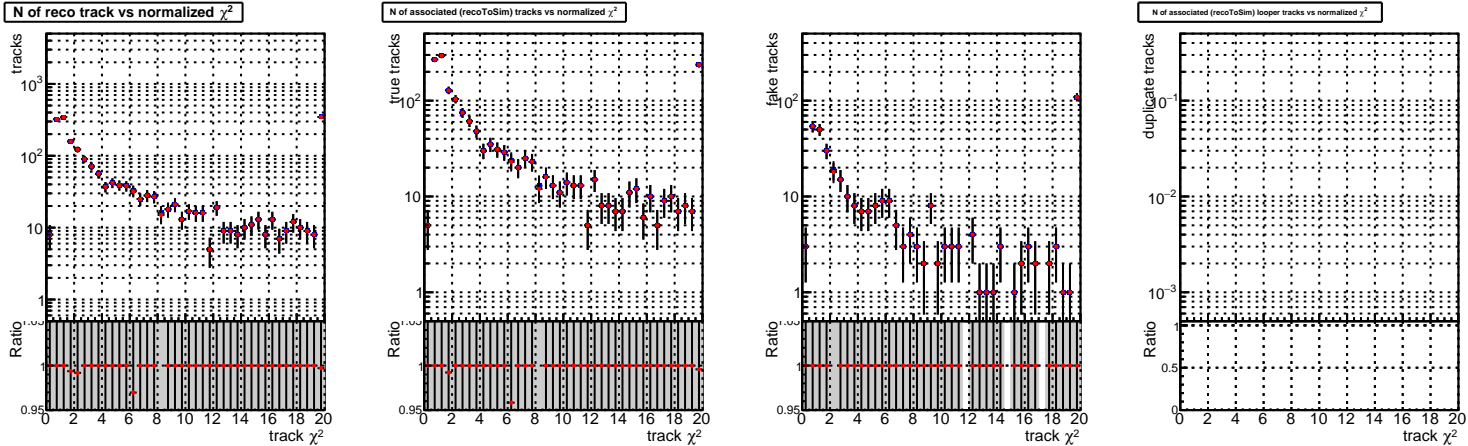 N of reco track vs normalized χ²
tracks
10³
10²
10
1
Ratio
1
0.95
0 2 4 6 8 10 12 14 16 18 20
track χ²
N of associated (recoToSim) tracks vs normalized χ²
true tracks
10²
10
1
Ratio
1
0.95
0 2 4 6 8 10 12 14 16 18 20
track χ²
fake tracks
10²
10
1
Ratio
1
0.95
0 2 4 6 8 10 12 14 16 18 20
track χ²
N of associated (recoToSim) looper tracks vs normalized χ²
duplicate tracks
10⁻¹
10⁻²
10⁻³
Ratio
1
0.5
0
0 2 4 6 8 10 12 14 16 18 20
track χ²